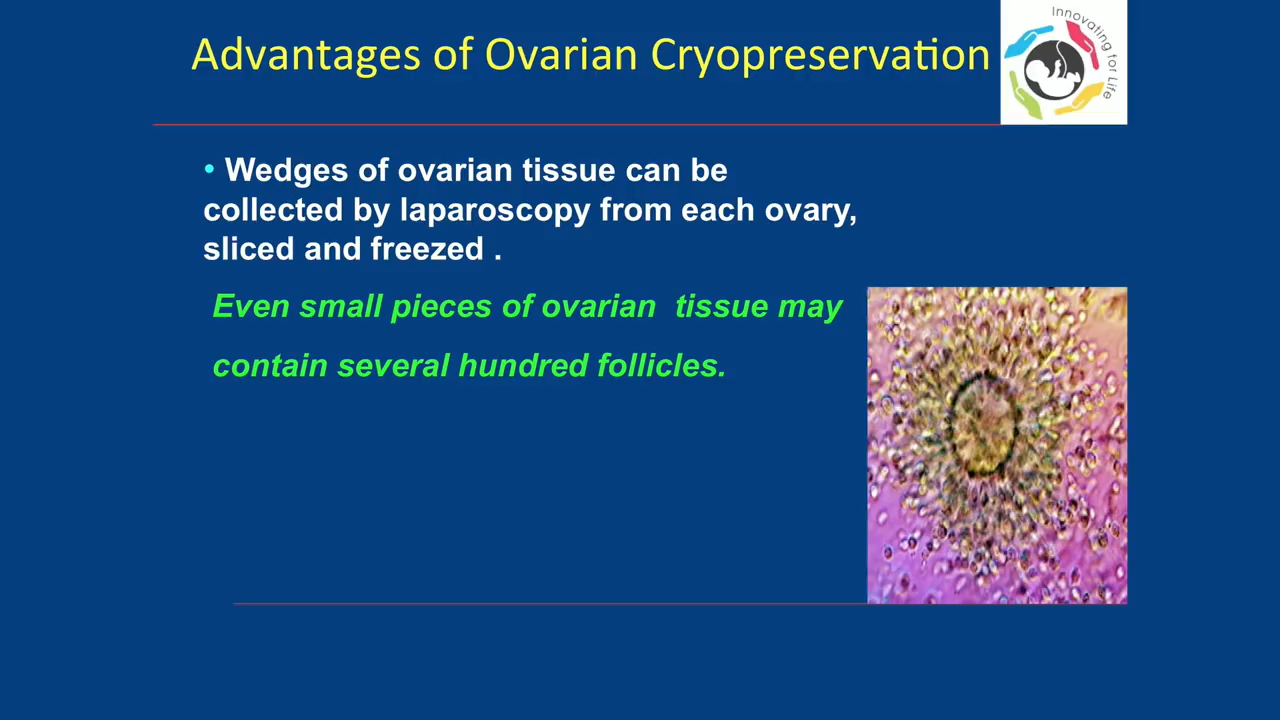 Advantages of Ovarian Cryopreservation
Innovating for Life
• Wedges of ovarian tissue can be
collected by laparoscopy from each ovary,
sliced and freezed .
Even small pieces of ovarian tissue may
contain several hundred follicles.